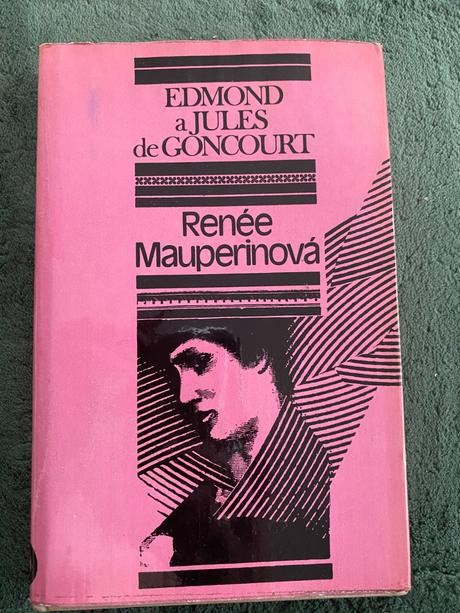 EDMOND
a JULES
de GONCOURT
Renée
Mauperinová